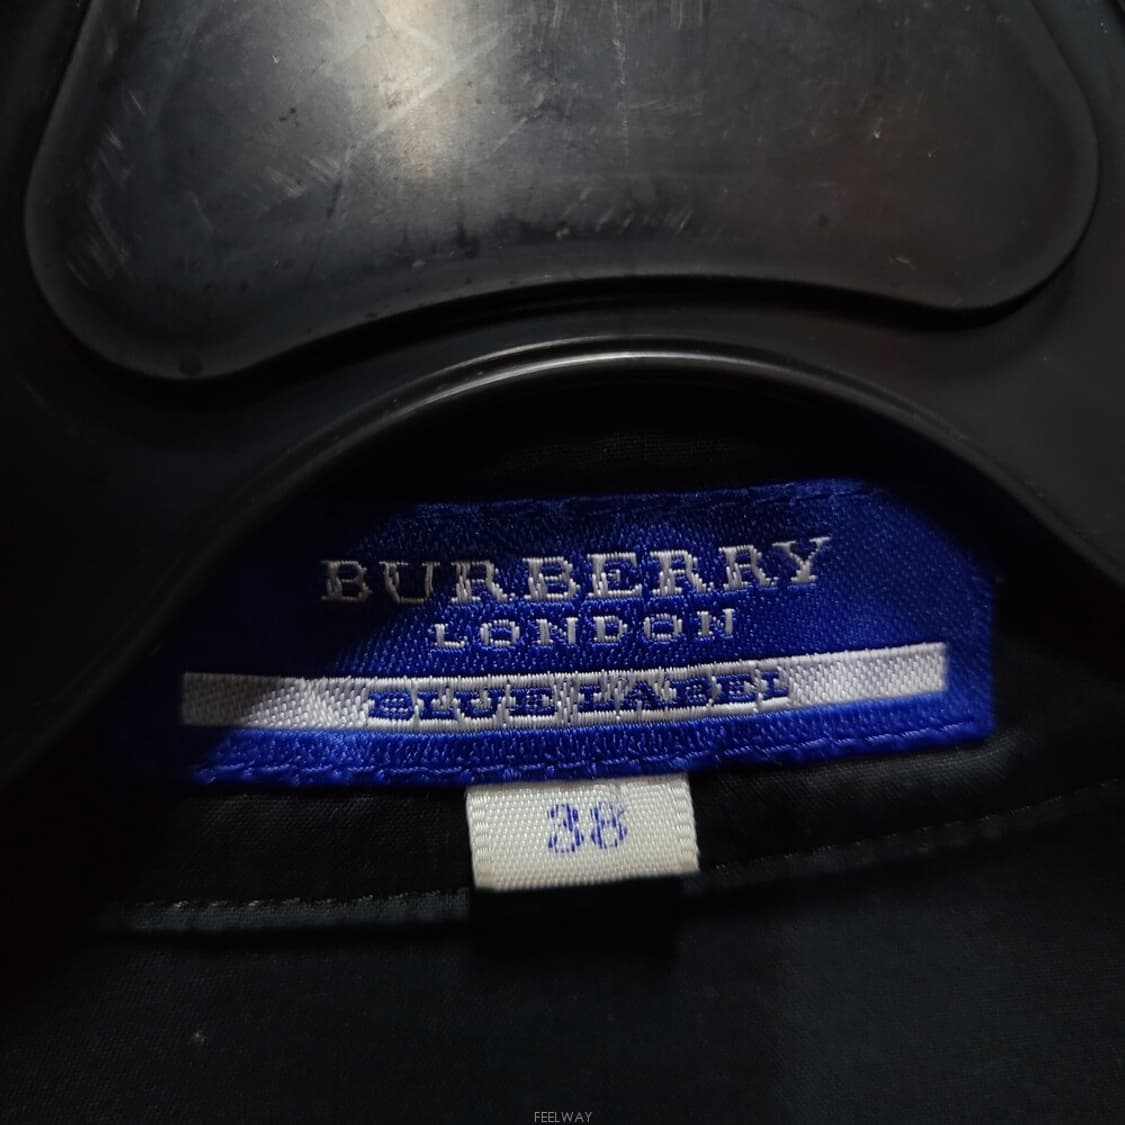 BURBERRY
LONDON
BLUE LABEL
38
FEELWAY